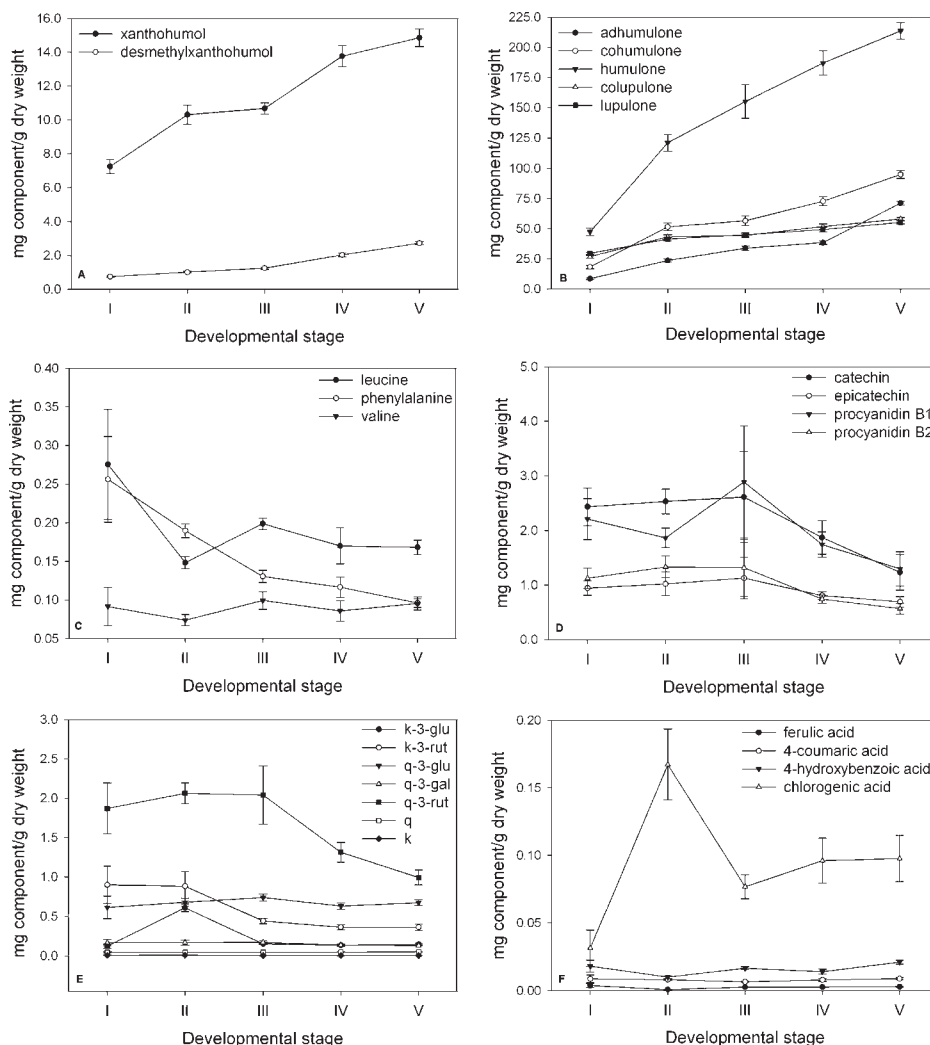 xanthohumol
desmethylxanthohumol
16.0
14.0
12.0
10.0
8.0
6.0
4.0
2.0
0.0
mg component/g dry weight
A
I II III IV V
Developmental stage
adhumulone
cohumulone
humulone
colupulone
lupulone
225.0
200.0
175.0
150.0
125.0
100.0
75.0
50.0
25.0
0.0
mg component/g dry weight
B
I II III IV V
Developmental stage
leucine
phenylalanine
valine
0.40
0.35
0.30
0.25
0.20
0.15
0.10
0.05
mg component/g dry weight
C
I II III IV V
Developmental stage
catechin
epicatechin
procyanidin B1
procyanidin B2
5.0
4.0
3.0
2.0
1.0
0.0
mg component/g dry weight
D
I II III IV V
Developmental stage
k-3-glu
k-3-rut
q-3-glu
q-3-gal
q-3-rut
q
k
3.0
2.5
2.0
1.5
1.0
0.5
0.0
mg component/g dry weight
E
I II III IV V
Developmental stage
ferulic acid
4-coumaric acid
4-hydroxybenzoic acid
chlorogenic acid
0.20
0.15
0.10
0.05
0.00
mg component/g dry weight
F
I II III IV V
Developmental stage